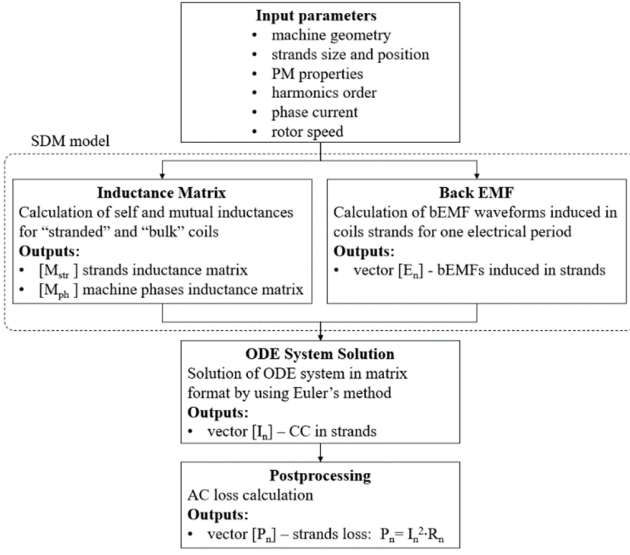 Input parameters
• machine geometry
• strands size and position
• PM properties
• harmonics order
• phase current
• rotor speed
SDM model
Inductance Matrix
Calculation of self and mutual inductances
for “stranded” and “bulk” coils
Outputs:
• [Mstr ] strands inductance matrix
• [Mph ] machine phases inductance matrix
Back EMF
Calculation of bEMF waveforms induced in
coils strands for one electrical period
Outputs:
• vector [En] - bEMFs induced in strands
ODE System Solution
Solution of ODE system in matrix
format by using Euler’s method
Outputs:
• vector [In] – CC in strands
Postprocessing
AC loss calculation
Outputs:
• vector [Pn] – strands loss: Pn= In²·Rn